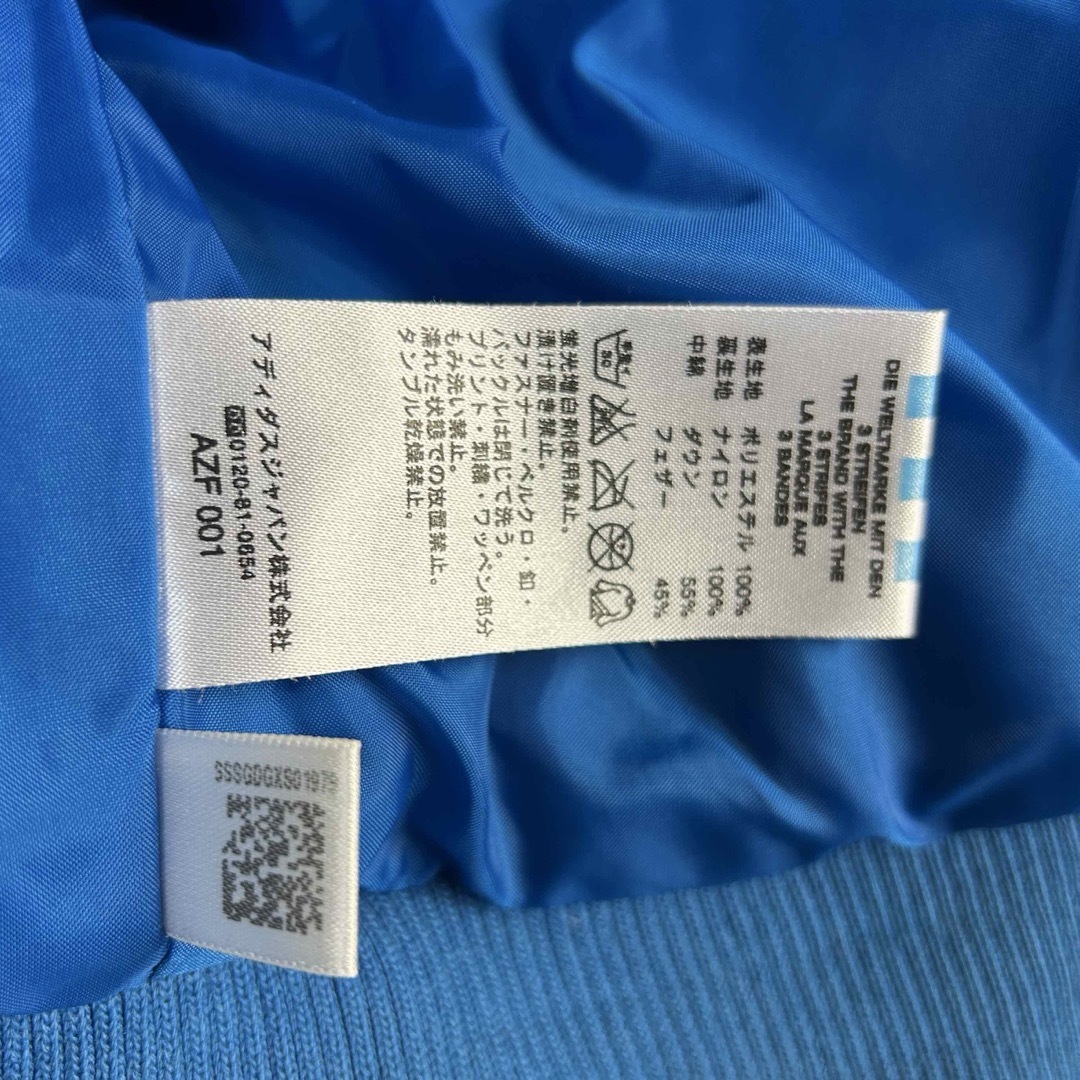 DIE WELTMARKE MIT DEN
3 STREIFEN
THE BRAND WITH THE
3 STRIPES
LA MARQUE AUX
3 BANDES
表生地 ポリエステル 100%
裏生地 ナイロン 100%
中綿 ダウン 55%
フェザー 45%
30
蛍光増白剤使用禁止。
漬け置き禁止。
ファスナー・ベルクロ・釦・
バックルは閉じて洗う。
プリント・刺繍・ワッペン部分
もみ洗い禁止。
濡れた状態での放置禁止。
タンブル乾燥禁止。
アディダスジャパン株式会社
0120-81-0654
AZF 001